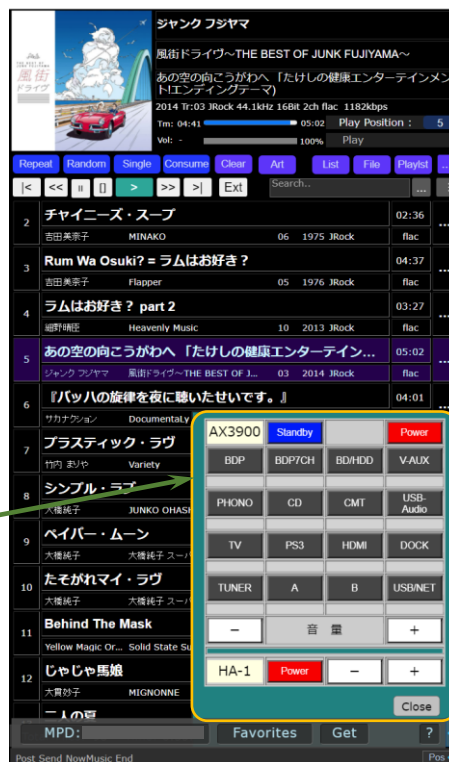 風街
ドライヴ
ジャンク フジヤマ
風街ドライヴ～THE BEST OF JUNK FUJIYAMA～
あの空の向こうがわへ 「たけしの健康エンターテインメン
ト!エンディングテーマ)
2014 Tr:03 JRock 44.1kHz 16Bit 2ch flac 1182kbps
Tm: 04:41 05:02 Play Position : 5
Vol: - 100% Play
Repeat Random Single Consume Clear Art List File Playlst ...
|< << II [] > >> >| Ext Search.. ...
2 チャイニーズ・スープ 02:36 ...
吉田美奈子 MINAKO 06 1975 JRock flac
3 Rum Wa Osuki? = ラムはお好き？ 04:37 ...
吉田美奈子 Flapper 05 1976 JRock flac
4 ラムはお好き？ part 2 03:27 ...
細野晴臣 Heavenly Music 10 2013 JRock flac
5 あの空の向こうがわへ 「たけしの健康エンターテイン... 05:02 ...
ジャンク フジヤマ 風街ドライヴ～THE BEST OF J... 03 2014 JRock flac
6 『バッハの旋律を夜に聴いたせいです。』 04:01 ...
サカナクション DocumentaLy
7 プラスティック・ラヴ
竹内 まりや Variety
8 シンプル・ラブ
大橋純子 JUNKO OHASH
9 ペイパー・ムーン
大橋純子 大橋純子 スーパ
10 たそがれマイ・ラヴ
大橋純子 大橋純子 スーパ
11 Behind The Mask
Yellow Magic Or... Solid State Su
12 じゃじゃ馬娘
大貫妙子 MIGNONNE
二人の夏
AX3900 Standby Power
BDP BDP7CH BD/HDD V-AUX
PHONO CD CMT USB-
Audio
TV PS3 HDMI DOCK
TUNER A B USB/NET
− 音 量 +
HA-1 Power − +
Close
MPD: Favorites Get ?
Post Send NowMusic End Pos